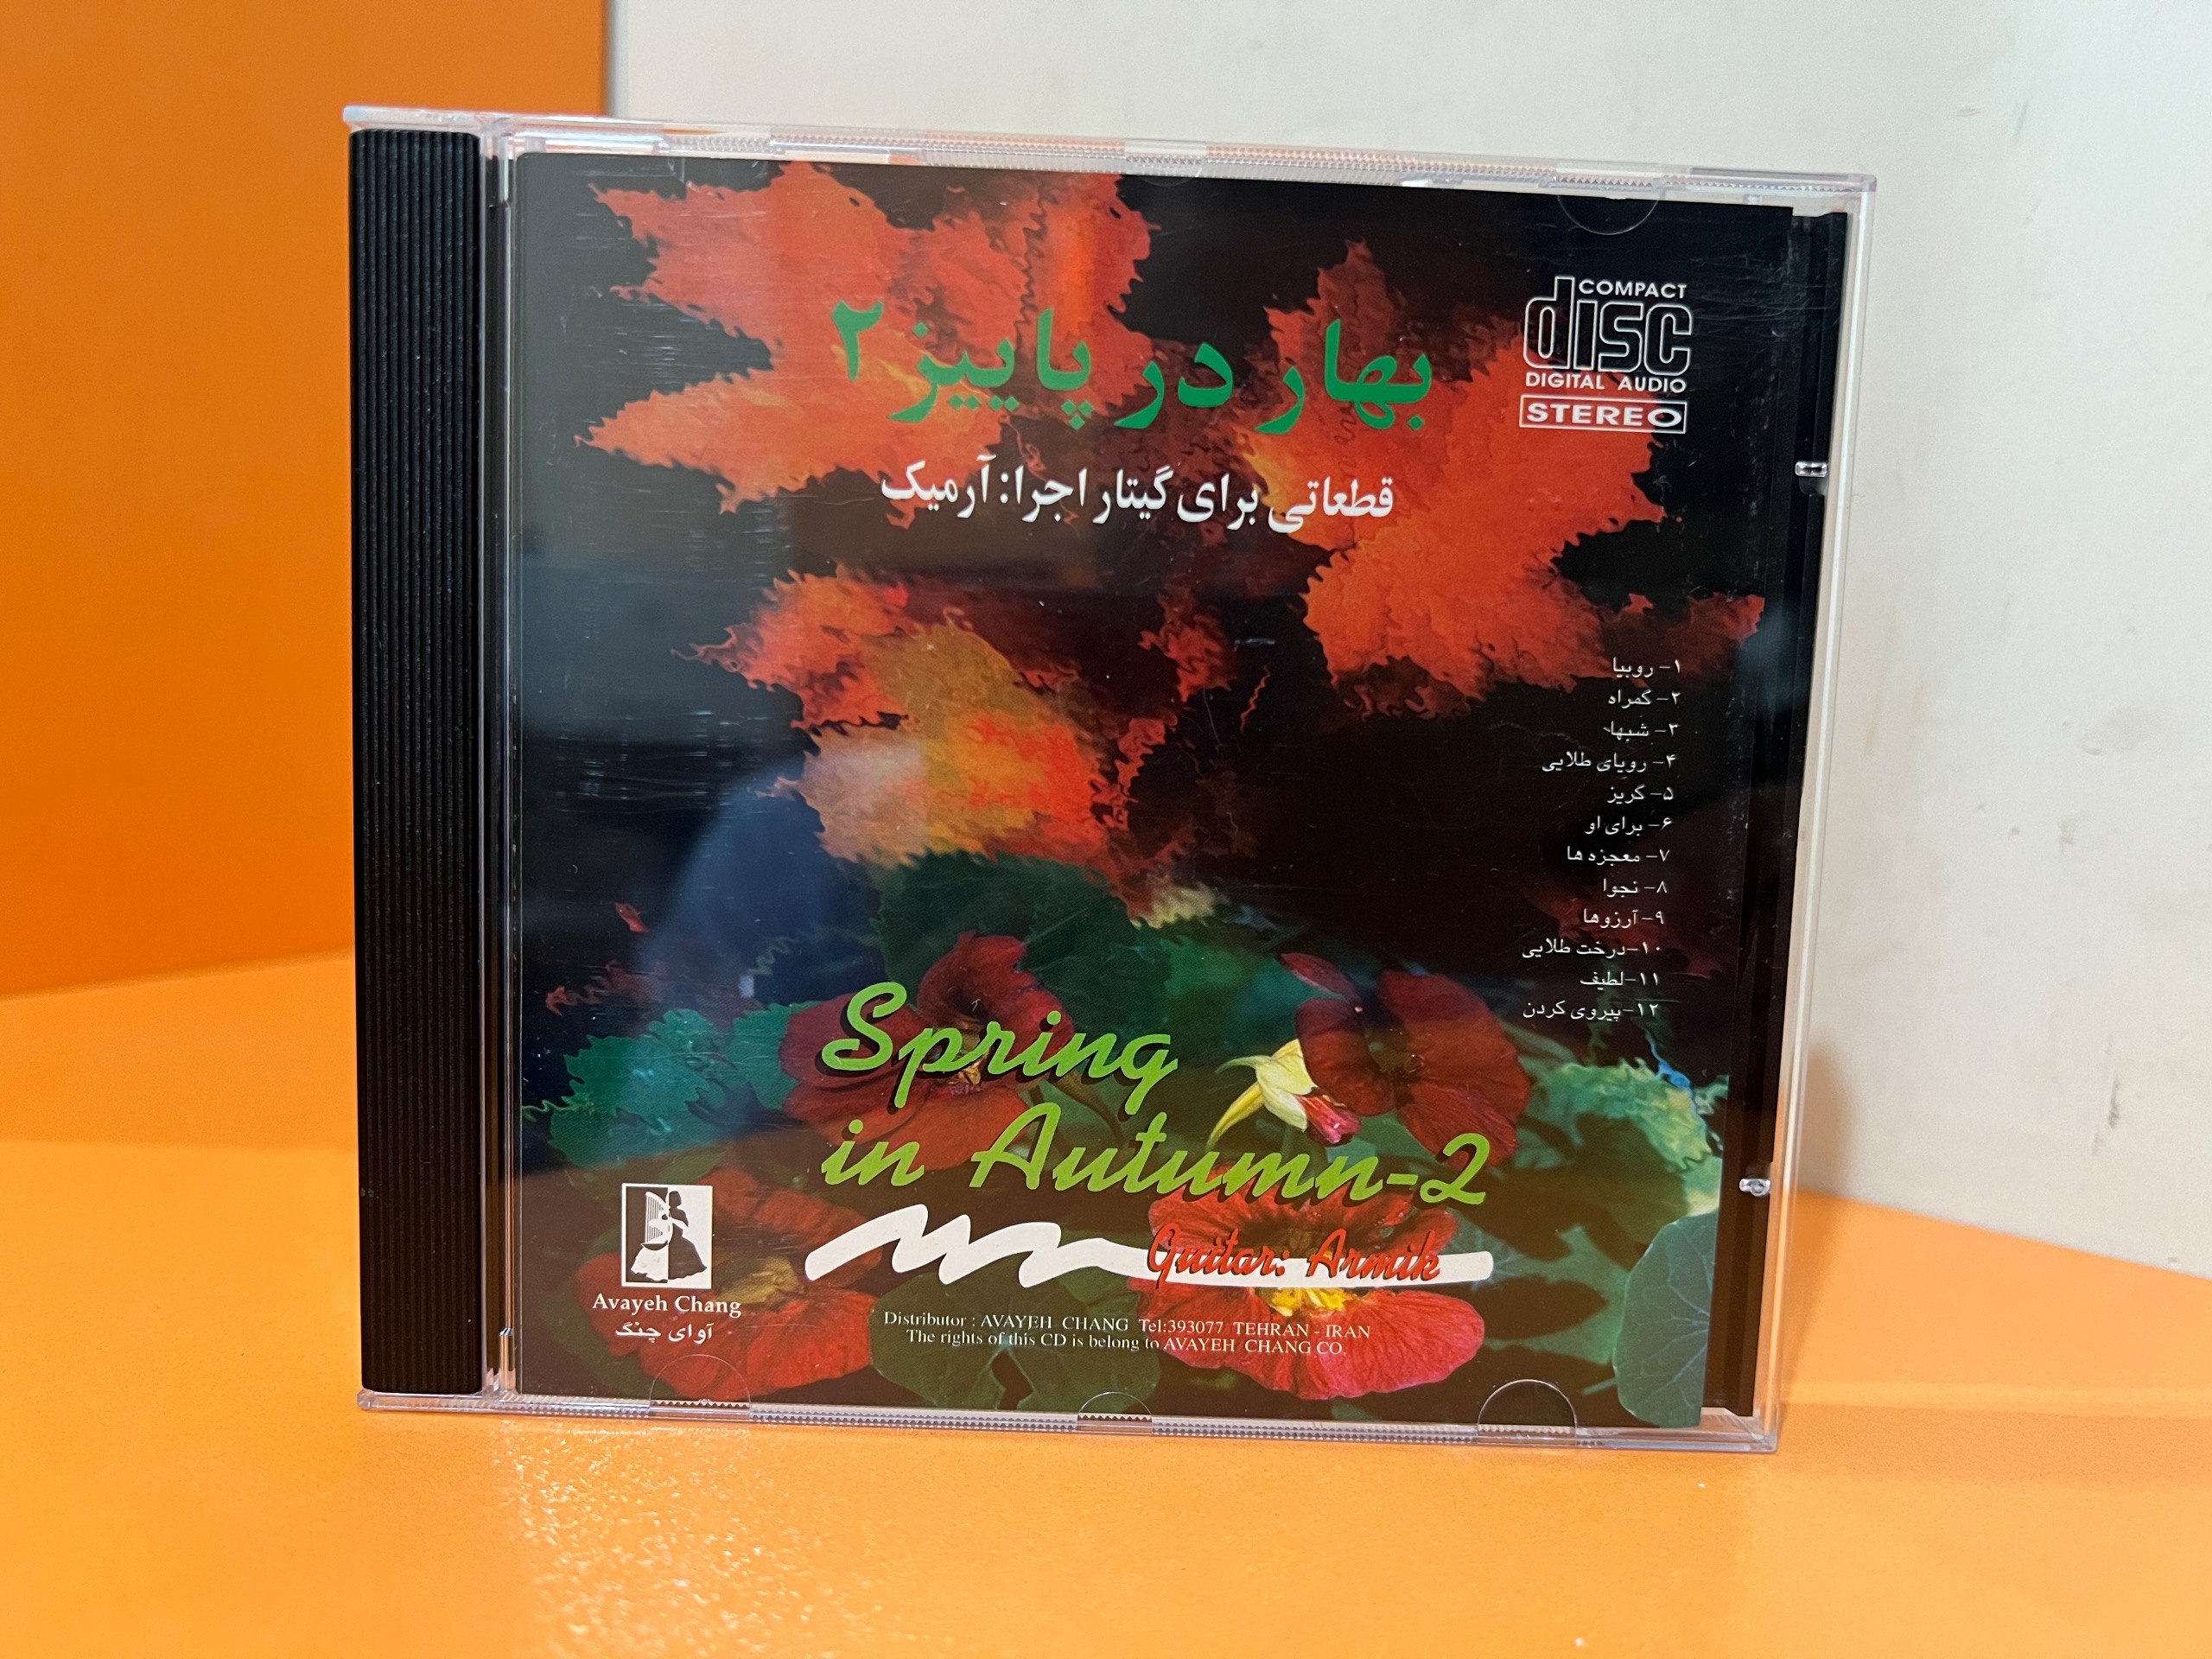 بهار در پاییز ۲
قطعاتی برای گیتار اجرا: آرمیک
COMPACT
disc
DIGITAL AUDIO
STEREO
۱- روبیا
۲- گمراه
۳- شبها
۴- رویای طلایی
۵- گریز
۶- برای او
۷- معجزه ها
۸- نجوا
۹- آرزوها
۱۰-درخت طلایی
۱۱-لطیف
۱۲-پیروی کردن
Spring
in Autumn-2
Guitar: Armik
Avayeh Chang
آوای چنگ
Distributor : AVAYEH CHANG Tel:393077 TEHRAN - IRAN
The rights of this CD is belong to AVAYEH CHANG CO.